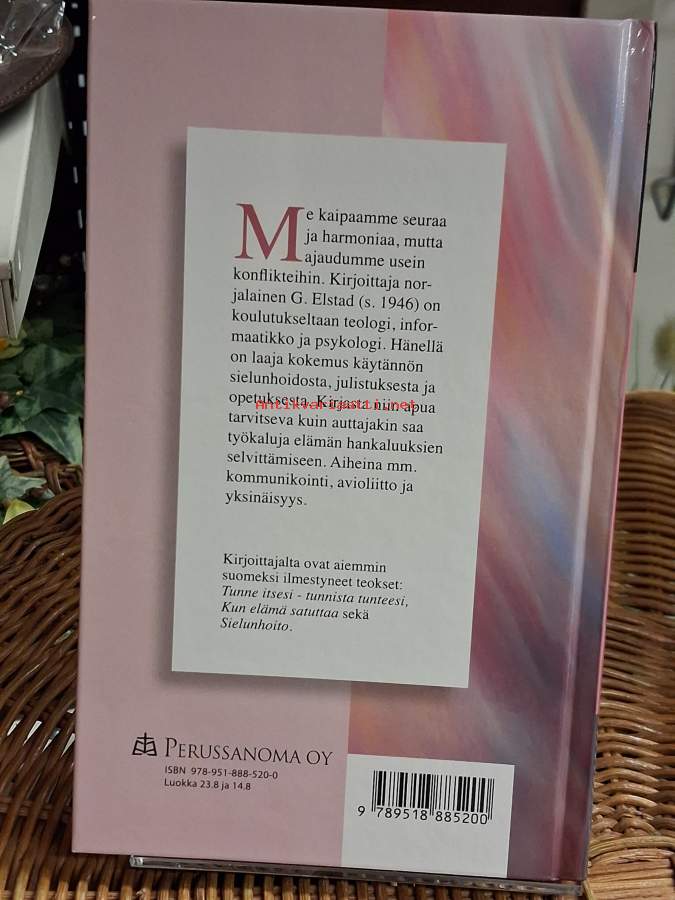 Me kaipaamme seuraa
ja harmoniaa, mutta
ajaudumme usein
konflikteihin. Kirjoittaja nor-
jalainen G. Elstad (s. 1946) on
koulutukseltaan teologi, infor-
maatikko ja psykologi. Hänellä
on laaja kokemus käytännön
sielunhoidosta, julistuksesta ja
opetuksesta. Kirjasta niin apua
Antikvariaatti.net
tarvitseva kuin auttajakin saa
työkaluja elämän hankaluuksien
selvittämiseen. Aiheina mm.
kommunikointi, avioliitto ja
yksinäisyys.
Kirjoittajalta ovat aiemmin
suomeksi ilmestyneet teokset:
Tunne itsesi - tunnista tunteesi,
Kun elämä satuttaa sekä
Sielunhoito.
PERUSSANOMA OY
ISBN 978-951-888-520-0
Luokka 23.8 ja 14.8
9 789518 885200